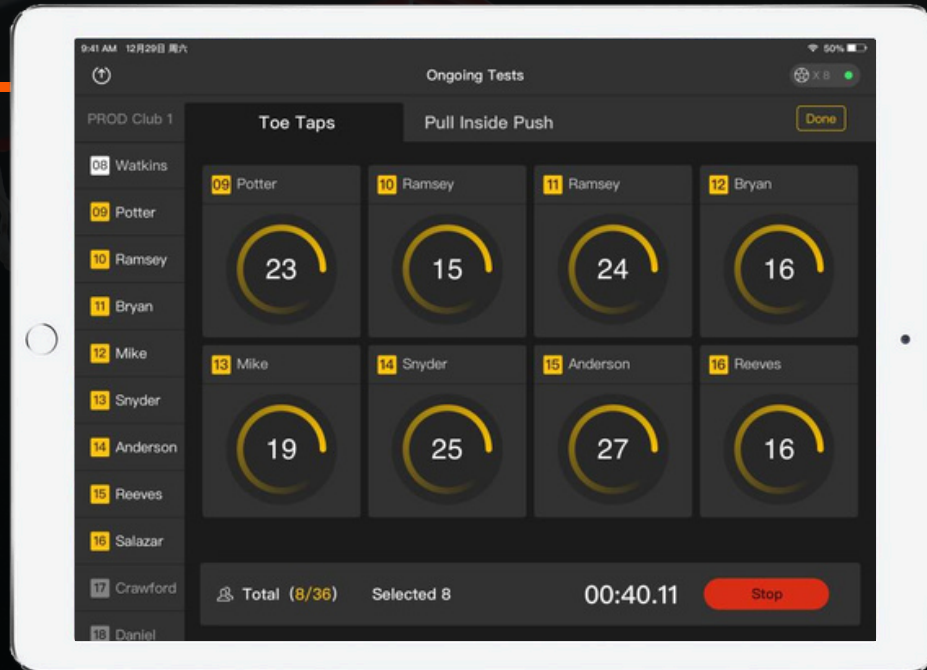 9:41 AM 12月29日 周六
50%
Ongoing Tests
X 8
PROD Club 1
Toe Taps
Pull Inside Push
Done
08 Watkins
09 Potter
10 Ramsey
11 Bryan
12 Mike
13 Snyder
14 Anderson
15 Reeves
16 Salazar
17 Crawford
18 Daniel
09 Potter
10 Ramsey
11 Ramsey
12 Bryan
23
15
24
16
13 Mike
14 Snyder
15 Anderson
16 Reeves
19
25
27
16
Total (8/36)
Selected 8
00:40.11
Stop